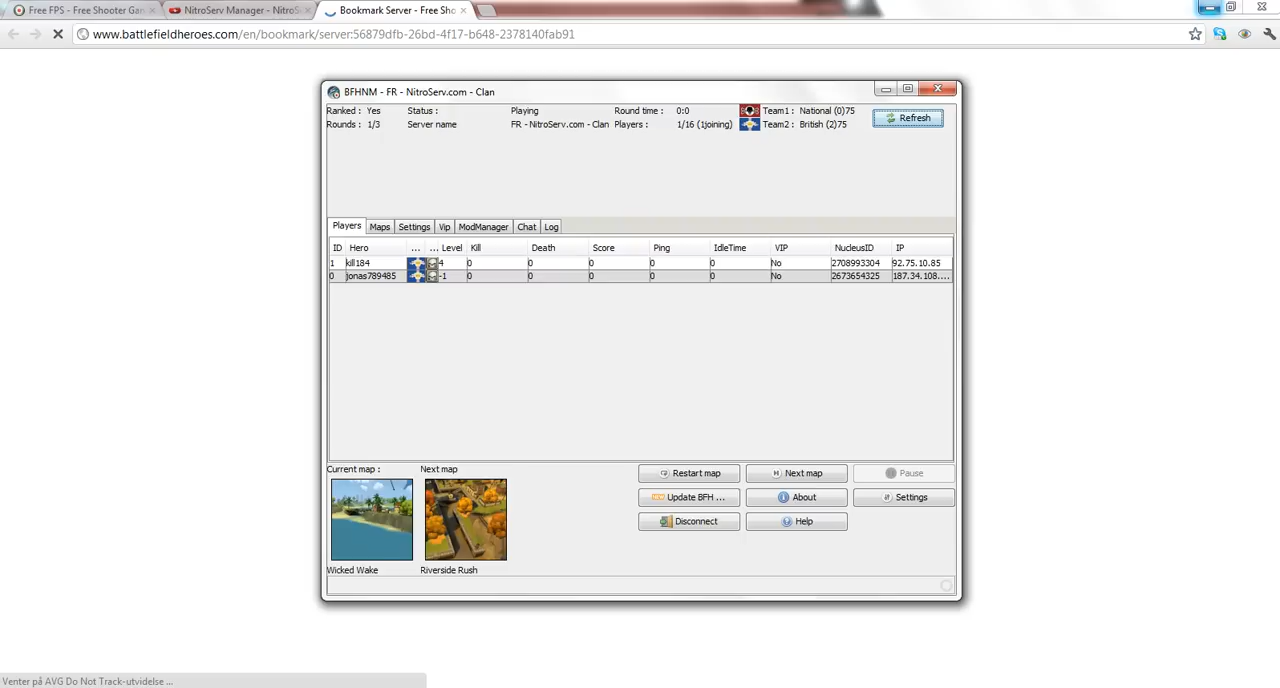 Free FPS - Free Shooter Gan
NitroServ Manager - NitroS
Bookmark Server - Free Sho
www.battlefieldheroes.com/en/bookmark/server:56879dfb-26bd-4f17-b648-2378140fab91
BFHNM - FR - NitroServ.com - Clan
Ranked : Yes Status : Playing Round time : 0:0 Team1 : National (0)75
Rounds : 1/3 Server name FR - NitroServ.com - Clan Players : 1/16 (1joining) Team2 : British (2)75
Refresh
Players Maps Settings Vip ModManager Chat Log
ID Hero ... ... Level Kill Death Score Ping IdleTime VIP NucleusID IP
1 kill184 4 0 0 0 0 0 No 2708993304 92.75.10.85
0 jonas789485 -1 0 0 0 0 0 No 2673654325 187.34.108....
Current map : Next map
Restart map Next map Pause
Update BFH ... About Settings
Disconnect Help
Wicked Wake Riverside Rush
Venter på AVG Do Not Track-utvidelse ...